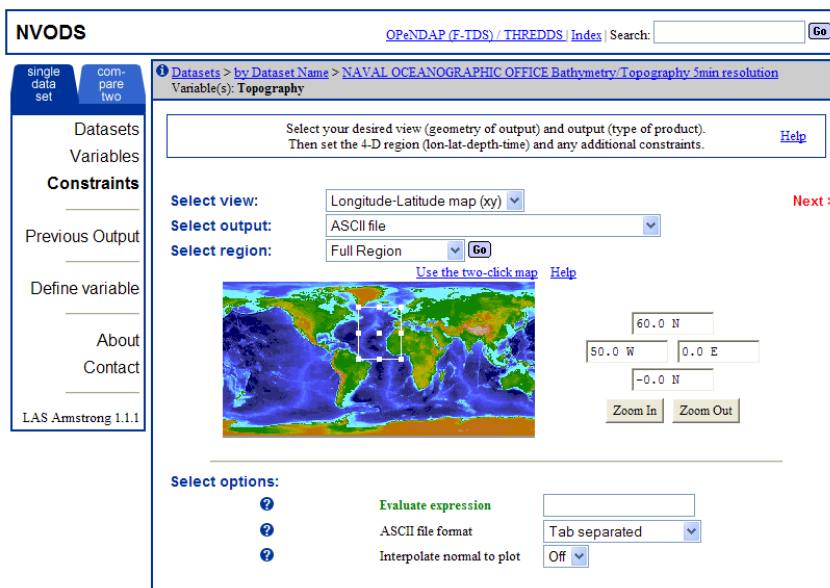 NVODS
OPeNDAP (F-TDS) / THREDDS | Index | Search:
Go
single data set
com-pare two
Datasets > by Dataset Name > NAVAL OCEANOGRAPHIC OFFICE Bathymetry/Topography 5min resolution
Variable(s): Topography
Datasets
Variables
Constraints
Previous Output
Define variable
About
Contact
LAS Armstrong 1.1.1
Select your desired view (geometry of output) and output (type of product).
Then set the 4-D region (lon-lat-depth-time) and any additional constraints.
Help
Select view: Longitude-Latitude map (xy)
Next >
Select output: ASCII file
Select region: Full Region Go
Use the two-click map Help
60.0 N
50.0 W 0.0 E
-0.0 N
Zoom In Zoom Out
Select options:
? Evaluate expression
? ASCII file format Tab separated
? Interpolate normal to plot Off